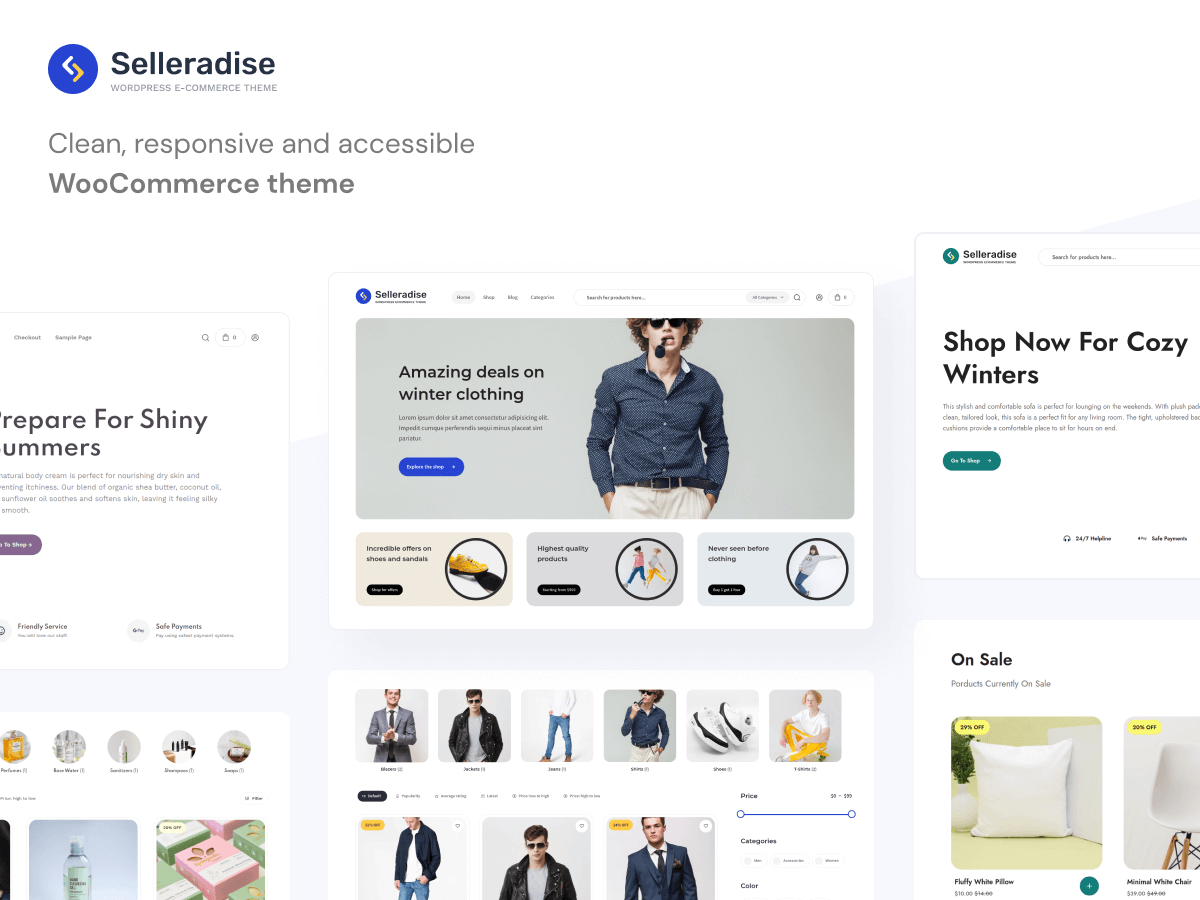 Selleradise
WORDPRESS E-COMMERCE THEME
Clean, responsive and accessible
WooCommerce theme
Checkout
Sample Page
0
Prepare For Shiny
Summers
natural body cream is perfect for nourishing dry skin and
itchiness. Our blend of organic shea butter, coconut oil,
sunflower oil soothes and softens skin, leaving it feeling silky
smooth.
To Shop
Friendly Service
You will love our staff
G Pay
Safe Payments
Pay using safest payment systems
Perfumes (1)
Rose Water (1)
Sanitizers (1)
Shampoos (1)
Soaps (1)
Price: high to low
Filter
20% OFF
Selleradise
WORDPRESS ECOMMERCE THEME
Home
Shop
Blog
Categories
Search for products here...
All Categories
0
Amazing deals on
winter clothing
Lorem ipsum dolor sit amet consectetur adipisicing elit.
Impedit cumque perferendis sequi minus placeat sint
pariatur.
Explore the shop
Incredible offers on
shoes and sandals
Shop for offers
Highest quality
products
Starting from $999
Never seen before
clothing
Buy 1 get 1 free
Blazers (2)
Jackets (1)
Jeans (1)
Shirts (1)
Shoes (1)
T-Shirts (2)
Default
Popularity
Average rating
Latest
Price: low to high
Price: high to low
Price
$0 — $99
Categories
Men
Accessories
Women
Color
24% OFF
Selleradise
WORDPRESS ECOMMERCE THEME
Search for products here...
Shop Now For Cozy
Winters
This stylish and comfortable sofa is perfect for lounging on the weekends. With plush
clean, tailored look, this sofa is a perfect fit for any living room. The tight, upholstered
cushions provide a comfortable place to sit for hours on end.
Go To Shop
24/7 Helpline
G Pay
Safe Payments
On Sale
Porducts Currently On Sale
29% OFF
20% OFF
Fluffy White Pillow
$10.00 $14.00
Minimal White Chair
$39.00 $49.00